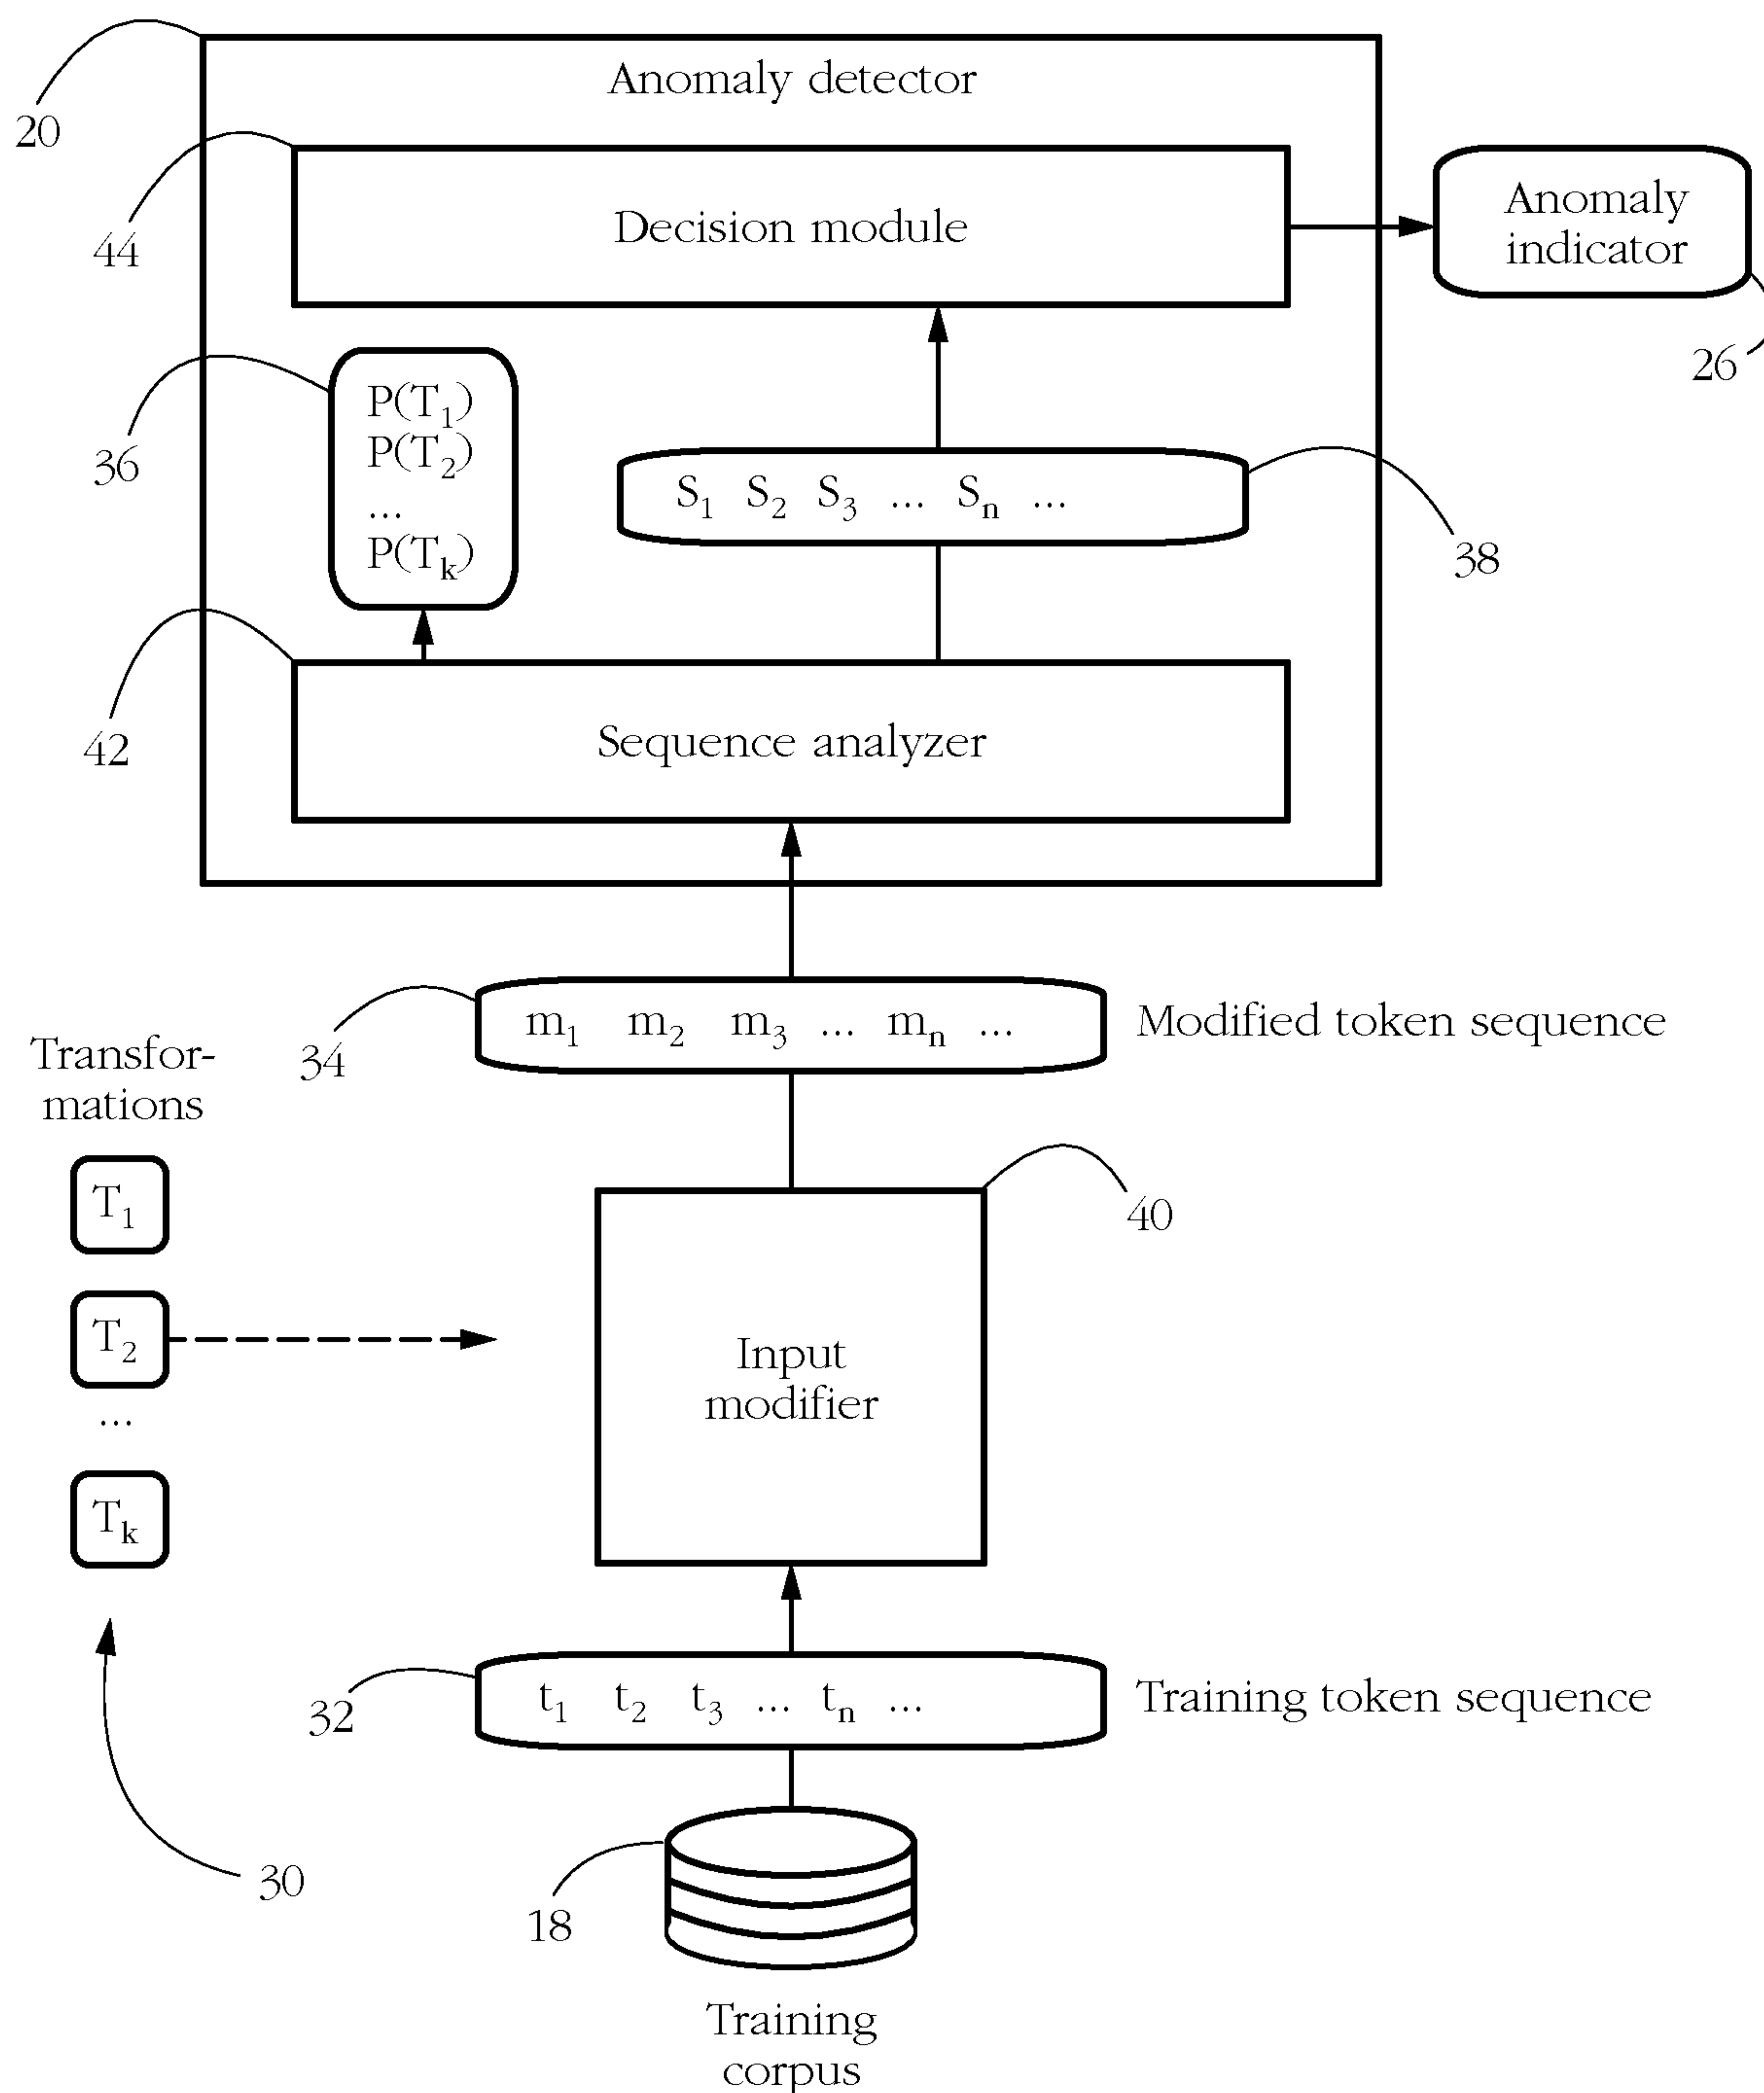 Anomaly detector
20
44
Decision module
Anomaly
indicator
26
36
P(T₁)
P(T₂)
...
P(Tₖ)
S₁ S₂ S₃ ... Sₙ ...
38
42
Sequence analyzer
34
m₁ m₂ m₃ ... mₙ ...
Modified token sequence
Transfor-
mations
T₁
T₂
...
Tₖ
30
40
Input
modifier
32
t₁ t₂ t₃ ... tₙ ...
Training token sequence
18
Training
corpus